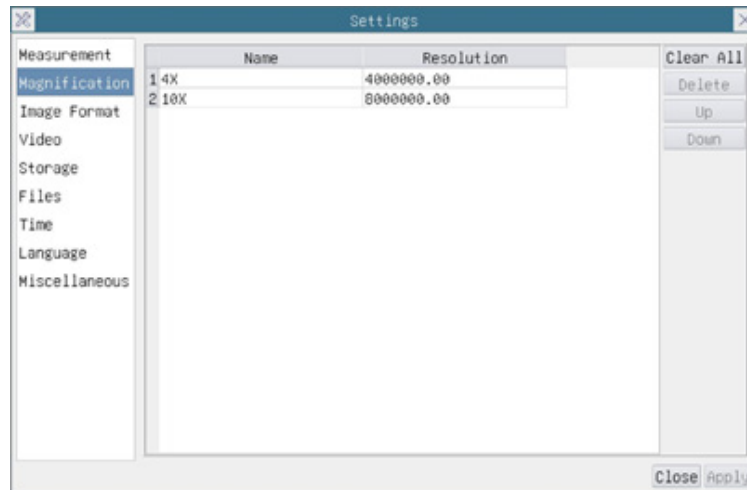 Settings
Measurement
Magnification
Image Format
Video
Storage
Files
Time
Language
Miscellaneous
Name Resolution
1 4X 4000000.00
2 10X 8000000.00
Clear All
Delete
Up
Down
Close Apply